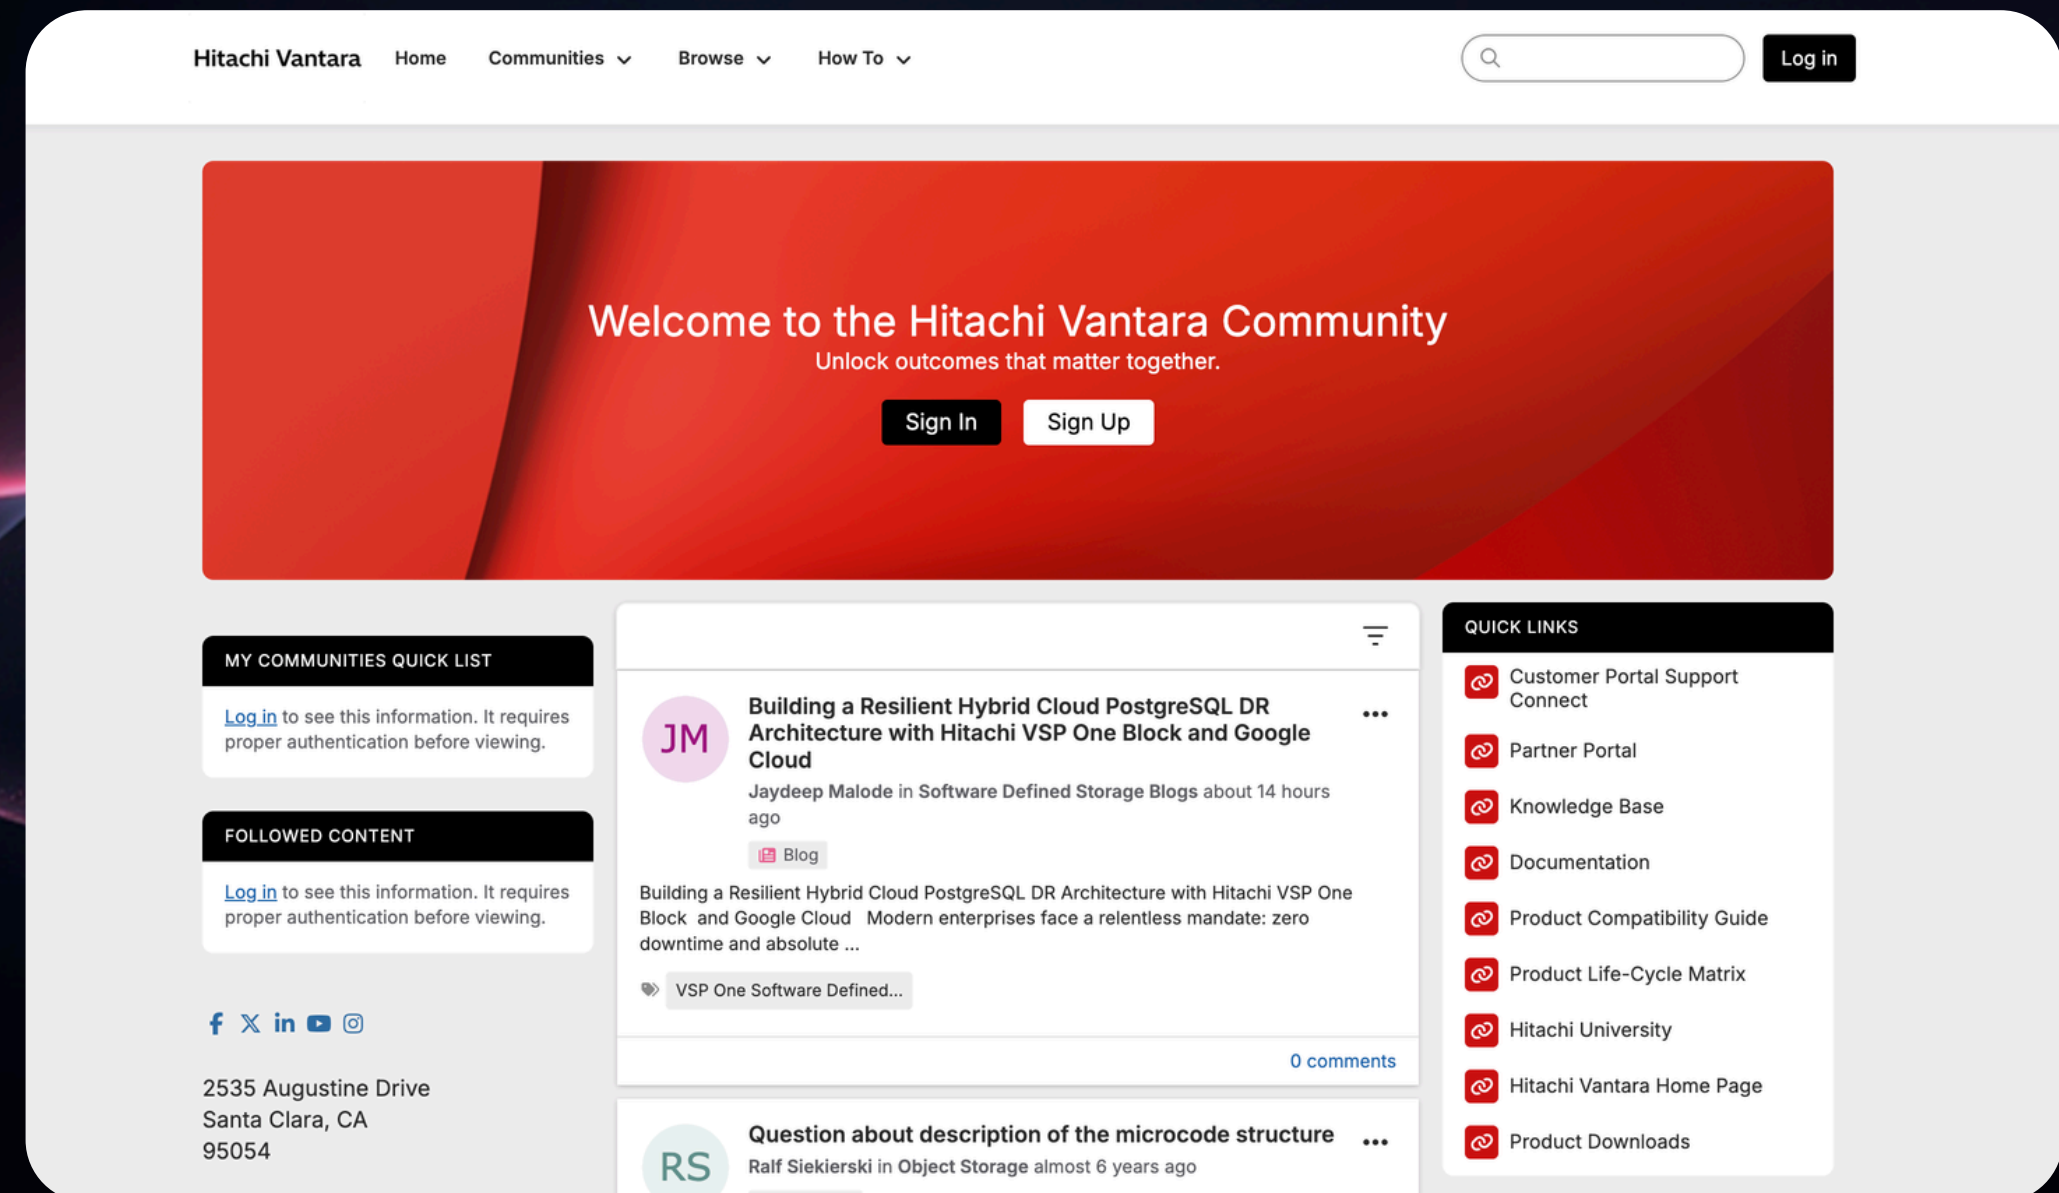 Hitachi Vantara Home Communities Browse How To Log in
Welcome to the Hitachi Vantara Community
Unlock outcomes that matter together.
Sign In Sign Up
MY COMMUNITIES QUICK LIST
Log in to see this information. It requires
proper authentication before viewing.
FOLLOWED CONTENT
Log in to see this information. It requires
proper authentication before viewing.
2535 Augustine Drive
Santa Clara, CA
95054
JM
Building a Resilient Hybrid Cloud PostgreSQL DR
Architecture with Hitachi VSP One Block and Google
Cloud
Jaydeep Malode in Software Defined Storage Blogs about 14 hours
ago
Blog
Building a Resilient Hybrid Cloud PostgreSQL DR Architecture with Hitachi VSP One
Block and Google Cloud Modern enterprises face a relentless mandate: zero
downtime and absolute ...
VSP One Software Defined...
0 comments
RS
Question about description of the microcode structure
Ralf Siekierski in Object Storage almost 6 years ago
QUICK LINKS
Customer Portal Support
Connect
Partner Portal
Knowledge Base
Documentation
Product Compatibility Guide
Product Life-Cycle Matrix
Hitachi University
Hitachi Vantara Home Page
Product Downloads